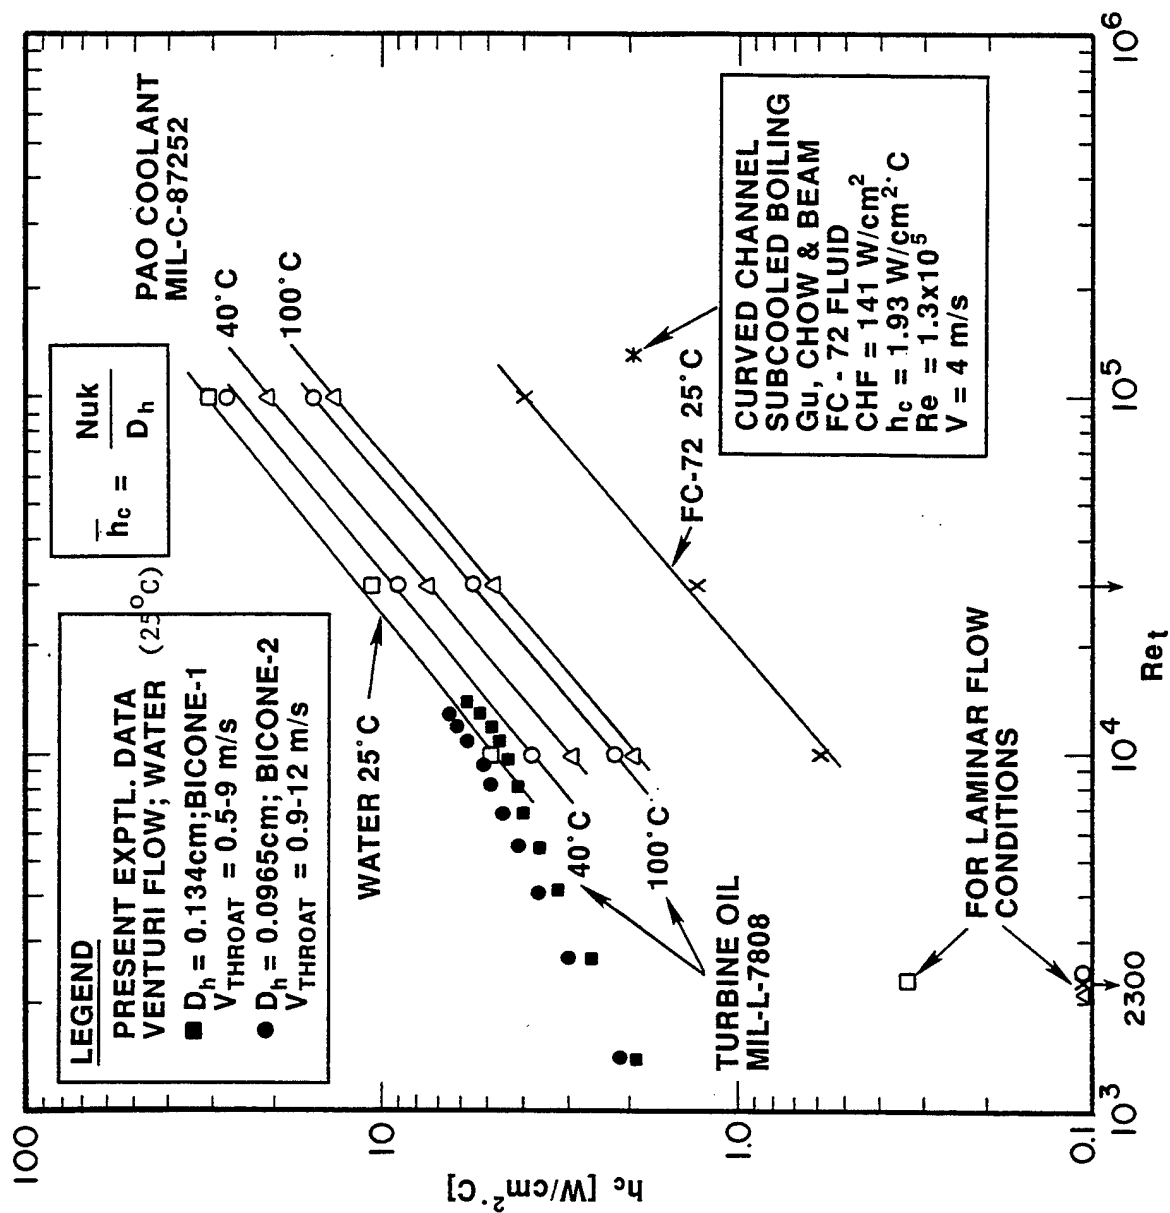 LEGEND
PRESENT EXPTL. DATA
VENTURI FLOW; WATER (25°C)
■ Dh = 0.134cm;BICONE-1
VTHROAT = 0.5-9 m/s
● Dh = 0.0965cm; BICONE-2
VTHROAT = 0.9-12 m/s
h̅c = Nuk / Dh
PAO COOLANT
MIL-C-87252
40°C
100°C
WATER 25°C
40°C
100°C
TURBINE OIL
MIL-L-7808
FC-72 25°C
CURVED CHANNEL
SUBCOOLED BOILING
Gu, CHOW & BEAM
FC - 72 FLUID
CHF = 141 W/cm²
hc = 1.93 W/cm²°C
Re = 1.3x10⁵
V = 4 m/s
FOR LAMINAR FLOW
CONDITIONS
hc [W/cm²°C]
100
10
1.0
0.1
10³
2300
10⁴
10⁵
10⁶
Ret